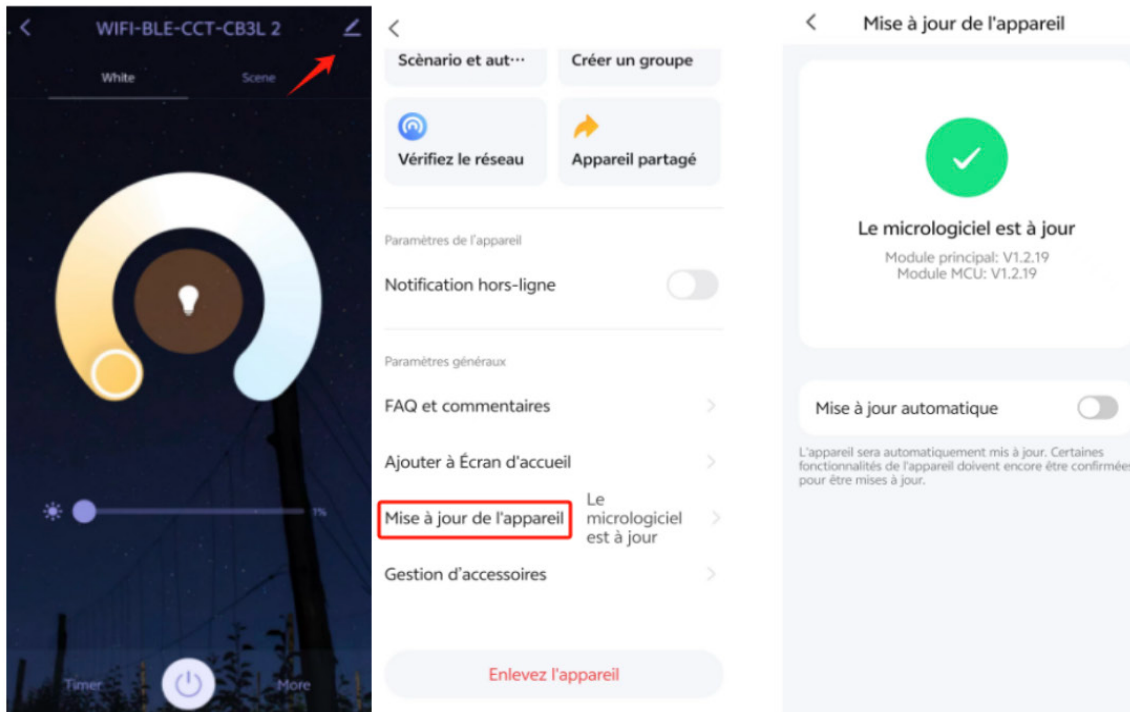 WIFI-BLE-CCT-CB3L 2
White
Scene
1%
Timer
More
Scènario et aut···
Créer un groupe
Vérifiez le réseau
Appareil partagé
Paramètres de l'appareil
Notification hors-ligne
Paramètres généraux
FAQ et commentaires
Ajouter à Écran d'accueil
Mise à jour de l'appareil
Le
micrologiciel
est à jour
Gestion d'accessoires
Enlevez l'appareil
Mise à jour de l'appareil
Le micrologiciel est à jour
Module principal: V1.2.19
Module MCU: V1.2.19
Mise à jour automatique
L'appareil sera automatiquement mis à jour. Certaines
fonctionnalités de l'appareil doivent encore être confirmées
pour être mises à jour.